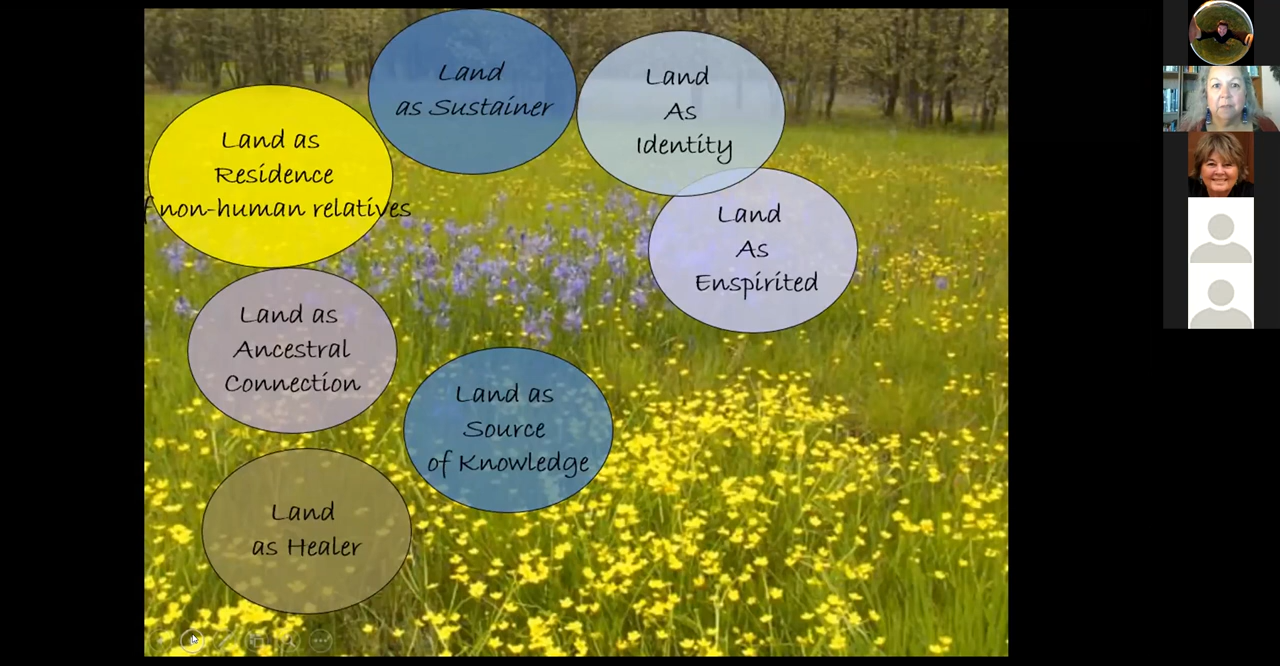 Land
as Sustainer
Land
As
Identity
Land as
Residence
f non-human relatives
Land
As
Enspirited
Land as
Ancestral
Connection
Land as
Source
of Knowledge
Land
as Healer